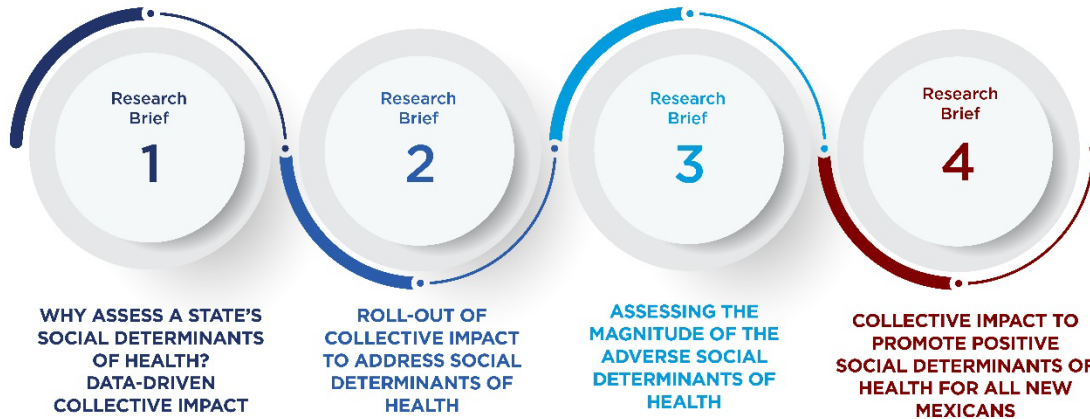 Research
Brief
1
WHY ASSESS A STATE'S
SOCIAL DETERMINANTS
OF HEALTH?
DATA-DRIVEN
COLLECTIVE IMPACT
Research
Brief
2
ROLL-OUT OF
COLLECTIVE IMPACT
TO ADDRESS SOCIAL
DETERMINANTS OF
HEALTH
Research
Brief
3
ASSESSING THE
MAGNITUDE OF THE
ADVERSE SOCIAL
DETERMINANTS OF
HEALTH
Research
Brief
4
COLLECTIVE IMPACT TO
PROMOTE POSITIVE
SOCIAL DETERMINANTS OF
HEALTH FOR ALL NEW
MEXICANS